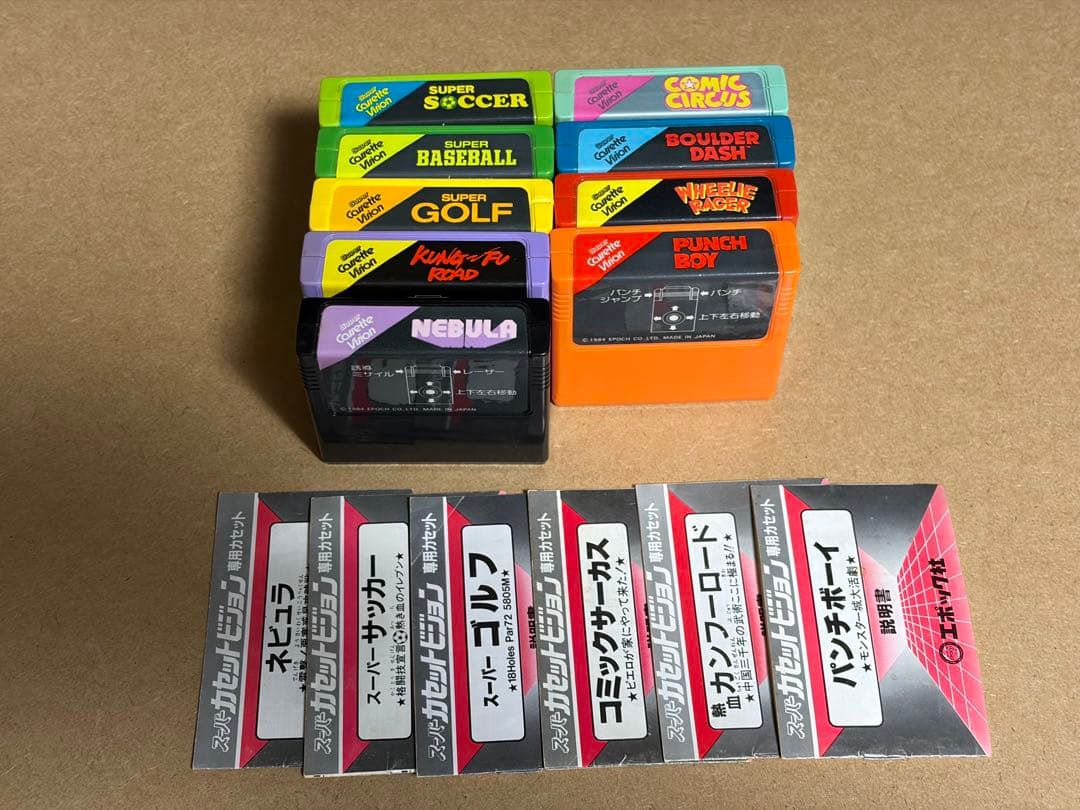 Super
Cassette
Vision
SUPER
SOCCER
Super
Cassette
Vision
COMIC
CIRCUS
Super
Cassette
Vision
SUPER
BASEBALL
Super
Cassette
Vision
BOULDER
DASH
Super
Cassette
Vision
SUPER
GOLF
Super
Cassette
Vision
WHEELIE
RACER
Super
Cassette
Vision
KUNG-FU
ROAD
Super
Cassette
Vision
PUNCH
BOY
パンチ
ジャンプ
パンチ
上下左右移動
© 1984 EPOCH CO.,LTD. MADE IN JAPAN
Super
Cassette
Vision
NEBULA
誘導
ミサイル
レーザー
上下左右移動
© 1984 EPOCH CO.,LTD. MADE IN JAPAN
スーパーカセットビジョン 専用カセット
ネビュラ
スーパーカセットビジョン 専用カセット
スーパーサッカー
★格闘技宣言⚽熱き血のイレブン★
スーパーカセットビジョン 専用カセット
スーパーゴルフ
★18Holes Par72 5805M★
説明書
スーパーカセットビジョン 専用カセット
コミックサーカス
★ピエロが家にやって来た!★
スーパーカセットビジョン 専用カセット
熱血カンフーロード
★中国三千年の武術ここに極まる!!★
スーパーカセットビジョン 専用カセット
パンチボーイ
★モンスター城大活劇★
説明書
エポック社